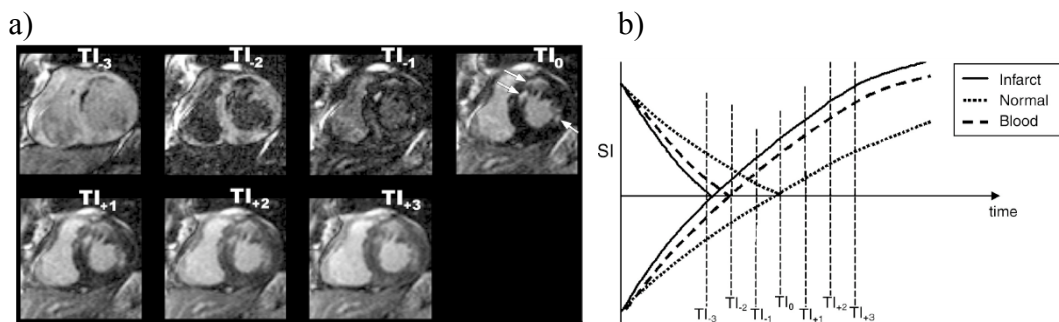 a)
TI-3 TI-2 TI-1 TI0
TI+1 TI+2 TI+3
b)
SI
Infarct
Normal
Blood
time
TI-3 TI-2 TI-1 TI0 TI+1 TI+2 TI+3